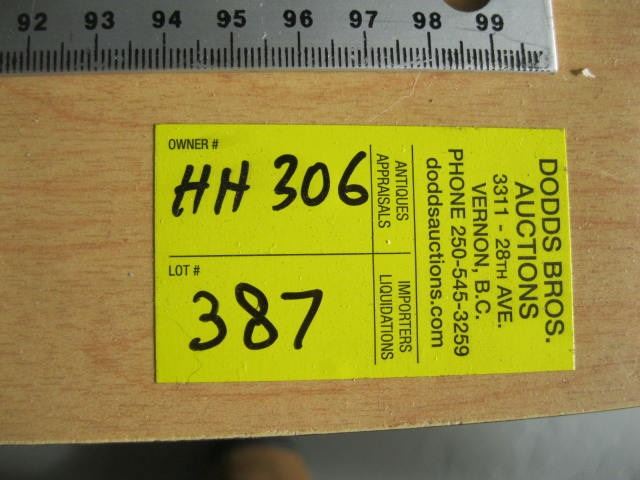 92 93 94 95 96 97 98 99
OWNER #
HH 306
LOT #
387
ANTIQUES
APPRAISALS
IMPORTERS
LIQUIDATIONS
DODDS BROS.
AUCTIONS
3311 - 28TH AVE.
VERNON, B.C.
PHONE 250-545-3259
doddsauctions.com